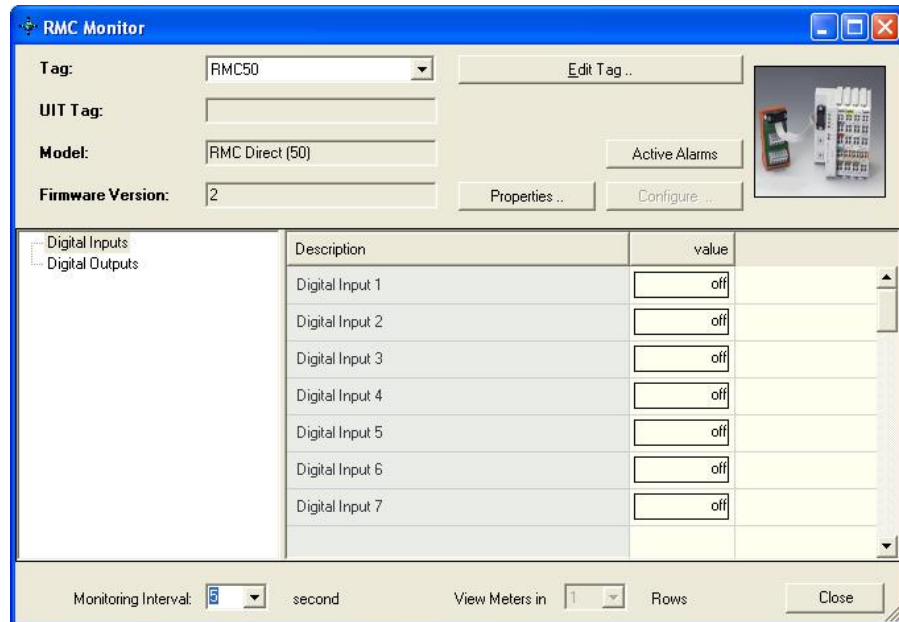 RMC Monitor
Tag: RMC50 Edit Tag ..
UIT Tag:
Model: RMC Direct (50) Active Alarms
Firmware Version: 2 Properties .. Configure ..
Digital Inputs
Digital Outputs
Description value
Digital Input 1 off
Digital Input 2 off
Digital Input 3 off
Digital Input 4 off
Digital Input 5 off
Digital Input 6 off
Digital Input 7 off
Monitoring Interval: 5 second View Meters in 1 Rows Close